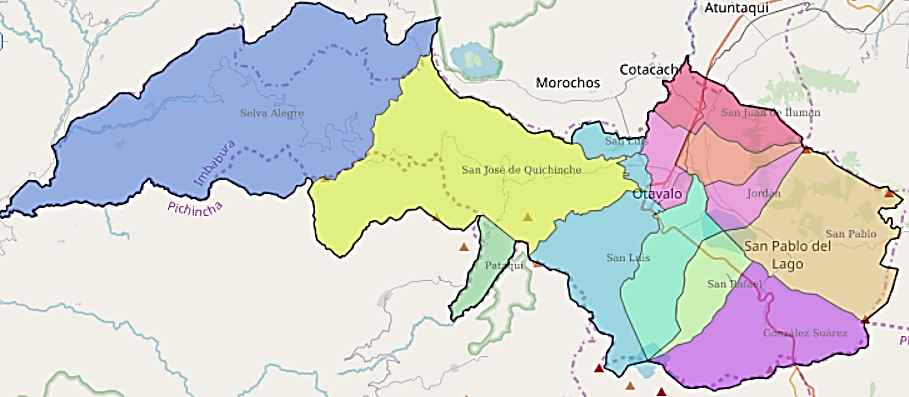 Atuntaqui
Cotacachi
Morochos
Selva Alegre
San Juan de Iluman
San Luis
Imbabura
San José de Quichinche
Otavalo
Jordán
Pichincha
San Pablo
San Pablo del
Lago
San Luis
Pataquí
San Rafael
González Suárez